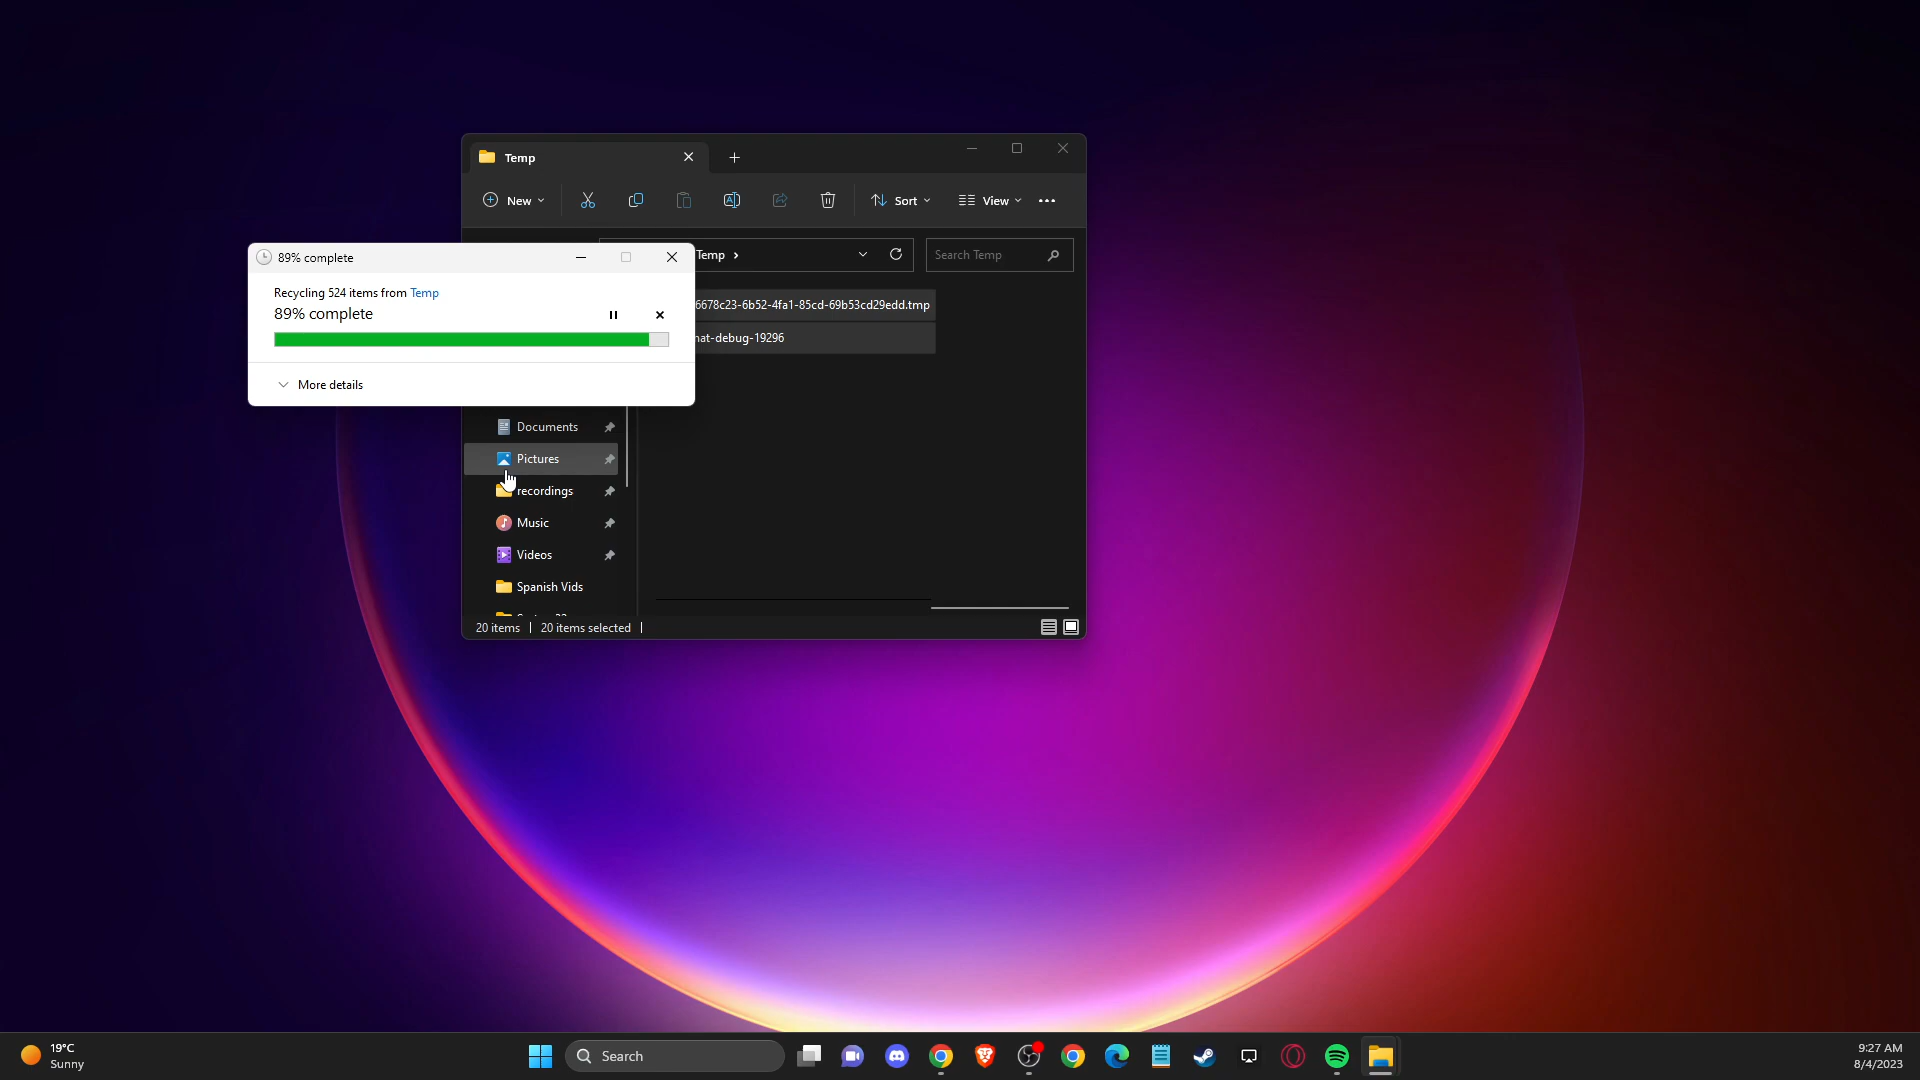 Temp
New
Sort
View
Temp
Search Temp
89% complete
Recycling 524 items from Temp
89% complete
More details
6678c23-6b52-4fa1-85cd-69b53cd29edd.tmp
nat-debug-19296
Documents
Pictures
recordings
Music
Videos
Spanish Vids
20 items
20 items selected
19°C
Sunny
Search
9:27 AM
8/4/2023